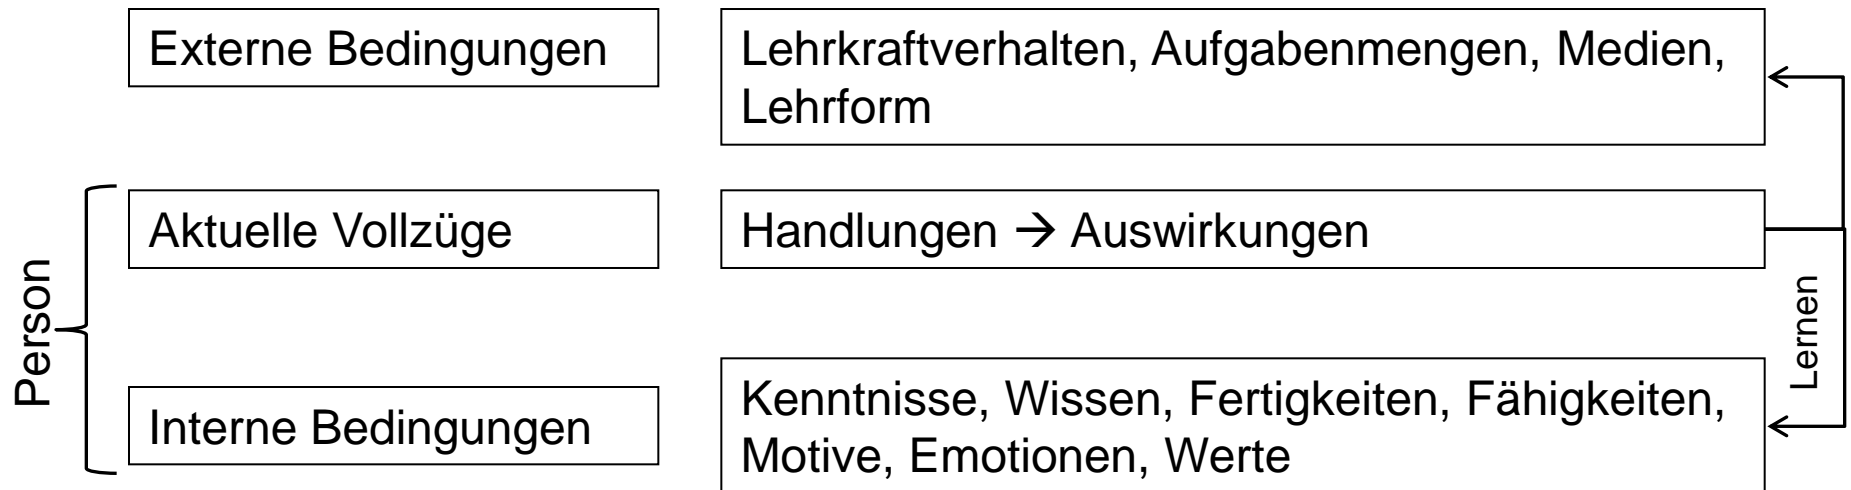 Externe Bedingungen
Lehrkraftverhalten, Aufgabenmengen, Medien,
Lehrform
Person
Aktuelle Vollzüge
Handlungen → Auswirkungen
Lernen
Interne Bedingungen
Kenntnisse, Wissen, Fertigkeiten, Fähigkeiten,
Motive, Emotionen, Werte